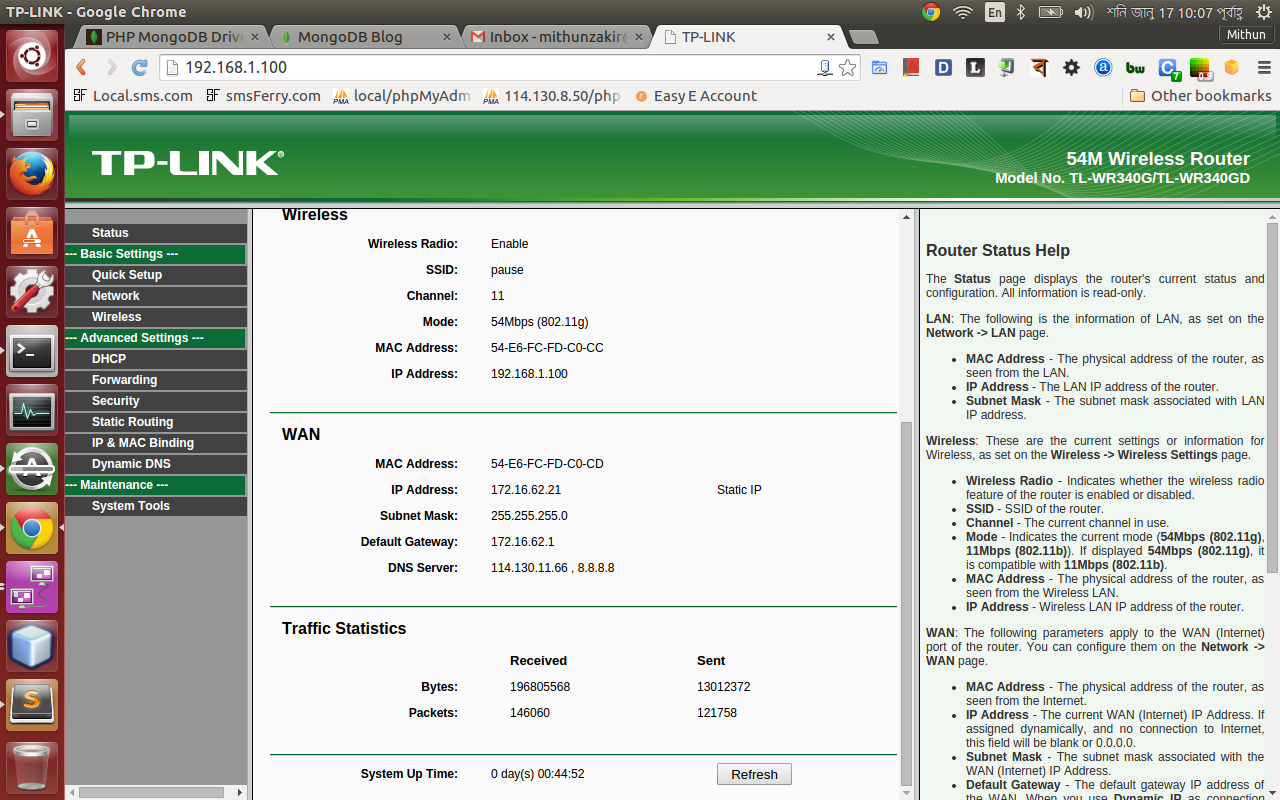 TP-LINK - Google Chrome
En
শনি জানু 17 10:07 পূর্বাহ্ণ
Mithun
PHP MongoDB Driv
MongoDB Blog
Inbox - mithunzakir@
TP-LINK
192.168.1.100
Local.sms.com
smsFerry.com
local/phpMyAdm
114.130.8.50/php
Easy E Account
Other bookmarks
TP-LINK®
54M Wireless Router
Model No. TL-WR340G/TL-WR340GD
Status
--- Basic Settings ---
Quick Setup
Network
Wireless
--- Advanced Settings ---
DHCP
Forwarding
Security
Static Routing
IP & MAC Binding
Dynamic DNS
--- Maintenance ---
System Tools
Wireless
Wireless Radio: Enable
SSID: pause
Channel: 11
Mode: 54Mbps (802.11g)
MAC Address: 54-E6-FC-FD-C0-CC
IP Address: 192.168.1.100
WAN
MAC Address: 54-E6-FC-FD-C0-CD
IP Address: 172.16.62.21 Static IP
Subnet Mask: 255.255.255.0
Default Gateway: 172.16.62.1
DNS Server: 114.130.11.66 , 8.8.8.8
Traffic Statistics
Received Sent
Bytes: 196805568 13012372
Packets: 146060 121758
System Up Time: 0 day(s) 00:44:52 Refresh
Router Status Help
The Status page displays the router's current status and
configuration. All information is read-only.
LAN: The following is the information of LAN, as set on the
Network -> LAN page.
• MAC Address - The physical address of the router, as
seen from the LAN.
• IP Address - The LAN IP address of the router.
• Subnet Mask - The subnet mask associated with LAN
IP address.
Wireless: These are the current settings or information for
Wireless, as set on the Wireless -> Wireless Settings page.
• Wireless Radio - Indicates whether the wireless radio
feature of the router is enabled or disabled.
• SSID - SSID of the router.
• Channel - The current channel in use.
• Mode - Indicates the current mode (54Mbps (802.11g),
11Mbps (802.11b)). If displayed 54Mbps (802.11g), it
is compatible with 11Mbps (802.11b).
• MAC Address - The physical address of the router, as
seen from the Wireless LAN.
• IP Address - Wireless LAN IP address of the router.
WAN: The following parameters apply to the WAN (Internet)
port of the router. You can configure them on the Network ->
WAN page.
• MAC Address - The physical address of the router, as
seen from the Internet.
• IP Address - The current WAN (Internet) IP Address. If
assigned dynamically, and no connection to Internet,
this field will be blank or 0.0.0.0.
• Subnet Mask - The subnet mask associated with the
WAN (Internet) IP Address.
• Default Gateway - The default gateway IP address of
the WAN. When you use Dynamic IP as connection